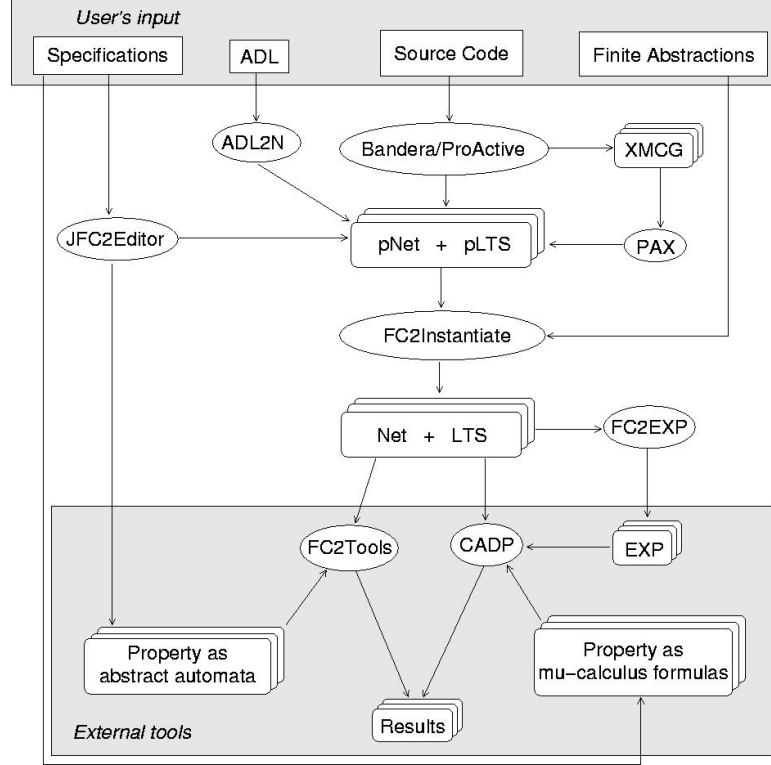 User's input
Specifications
ADL
Source Code
Finite Abstractions
ADL2N
Bandera/ProActive
XMCG
JFC2Editor
pNet + pLTS
PAX
FC2Instantiate
Net + LTS
FC2EXP
FC2Tools
CADP
EXP
Property as
abstract automata
Property as
mu−calculus formulas
Results
External tools